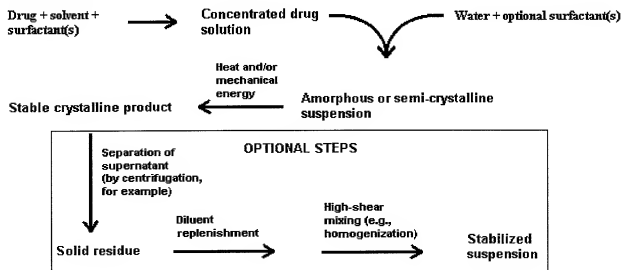 Drug + solvent +
surfactant(s)
Concentrated drug
solution
Water + optional surfactant(s)
Heat and/or
mechanical
energy
Stable crystalline product
Amorphous or semi-crystalline
suspension
OPTIONAL STEPS
Separation of
supernatant
(by centrifugation,
for example)
Diluent
replenishment
High-shear
mixing (e.g.,
homogenization)
Solid residue
Stabilized
suspension